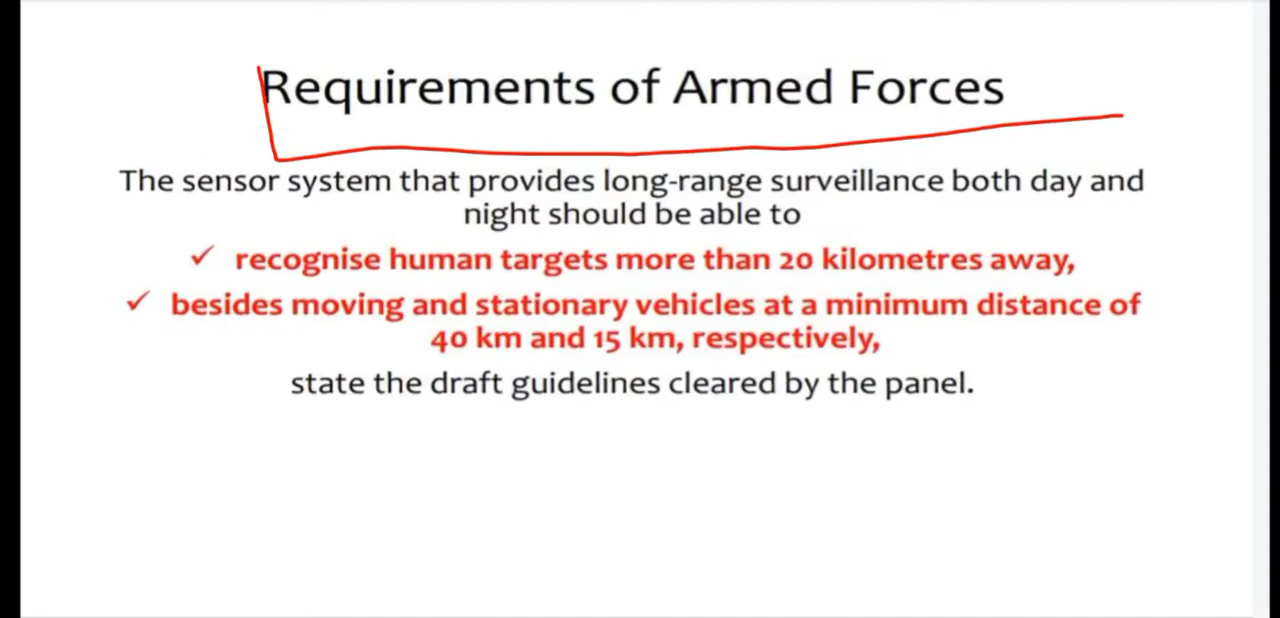 Requirements of Armed Forces
The sensor system that provides long-range surveillance both day and
night should be able to
✓ recognise human targets more than 20 kilometres away,
✓ besides moving and stationary vehicles at a minimum distance of
40 km and 15 km, respectively,
state the draft guidelines cleared by the panel.